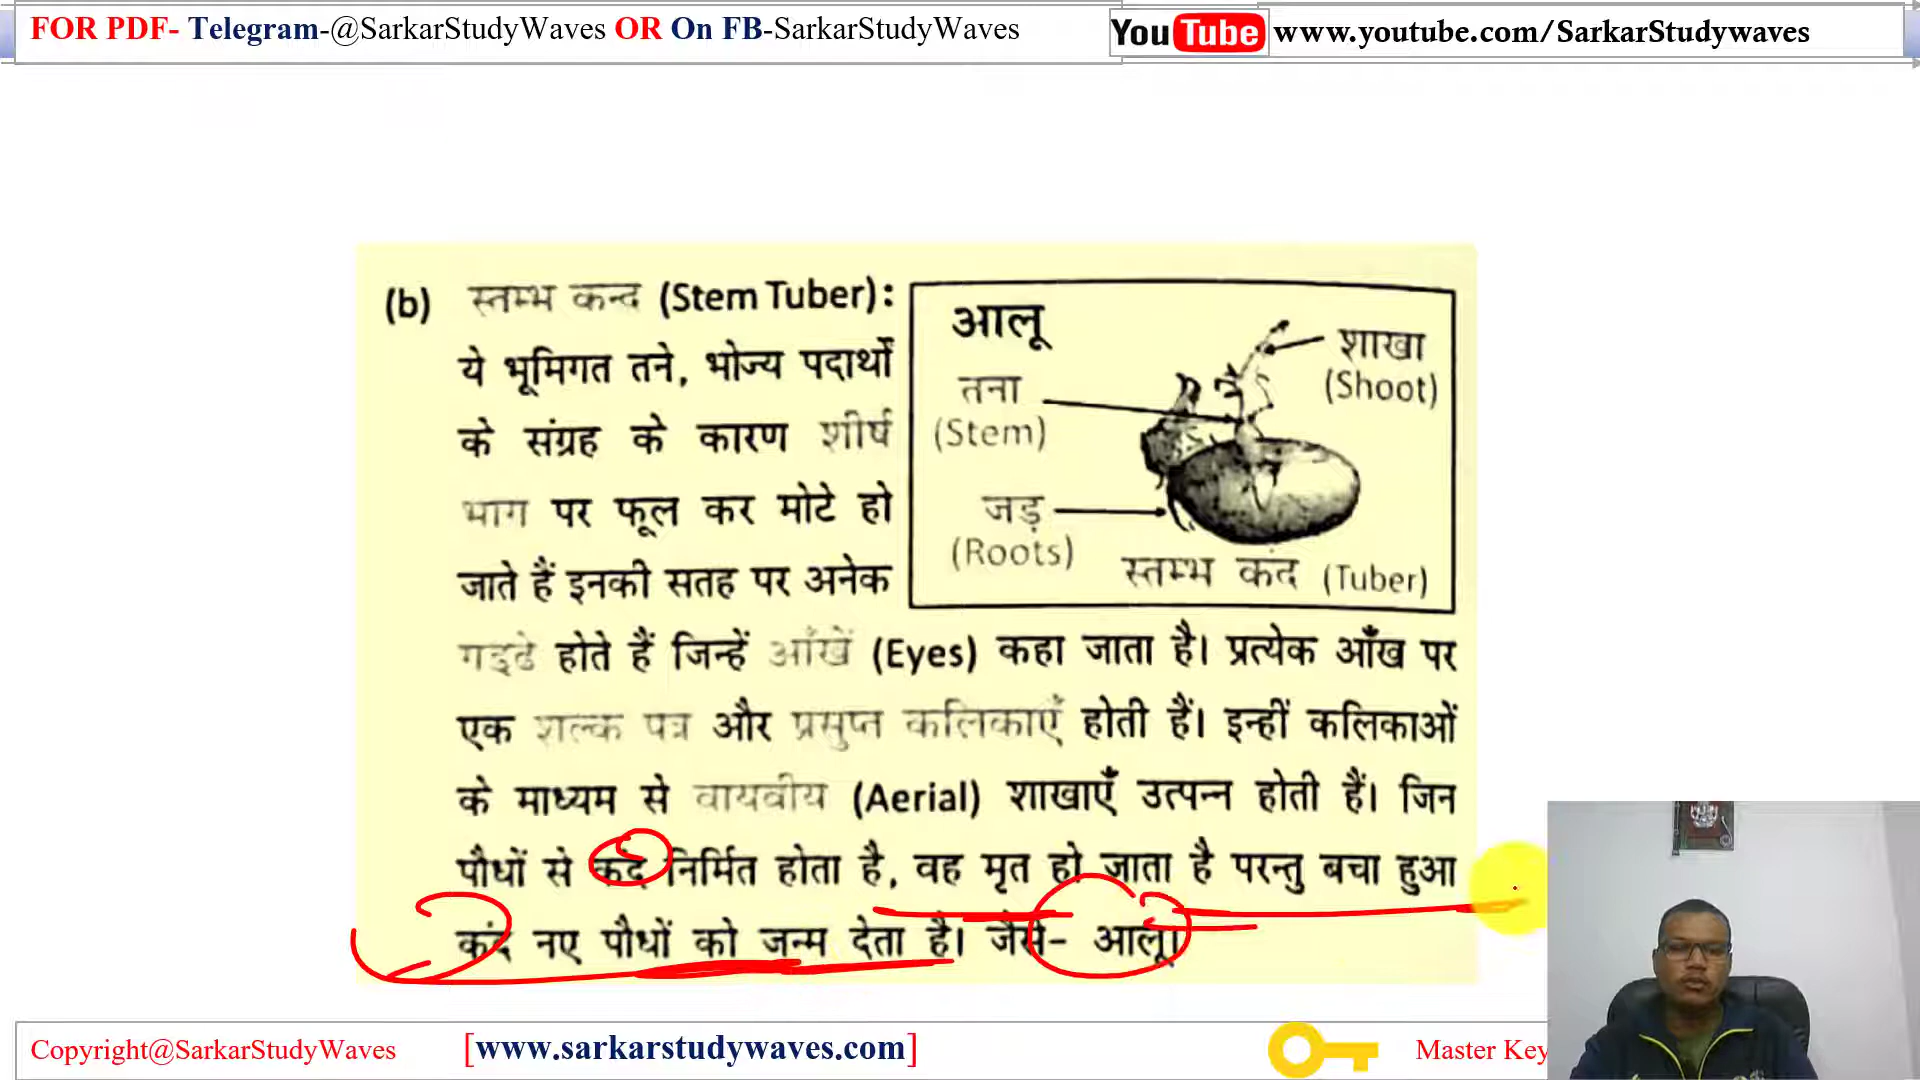 FOR PDF- Telegram-@SarkarStudyWaves OR On FB-SarkarStudyWaves
YouTube www.youtube.com/SarkarStudywaves
(b) स्तम्भ कन्द (Stem Tuber):
ये भूमिगत तने, भोज्य पदार्थों
के संग्रह के कारण शीर्ष
भाग पर फूल कर मोटे हो
जाते हैं इनकी सतह पर अनेक
आलू
शाखा
(Shoot)
तना
(Stem)
जड़
(Roots)
स्तम्भ कंद (Tuber)
गड्ढे होते हैं जिन्हें आँखें (Eyes) कहा जाता है। प्रत्येक आँख पर
एक शल्क पत्र और प्रसुप्त कलिकाएँ होती हैं। इन्हीं कलिकाओं
के माध्यम से वायवीय (Aerial) शाखाएँ उत्पन्न होती हैं। जिन
पौधों से कंद निर्मित होता है, वह मृत हो जाता है परन्तु बचा हुआ
कंद नए पौधों को जन्म देता है। जैसे- आलू।
Copyright@SarkarStudyWaves [www.sarkarstudywaves.com] Master Key